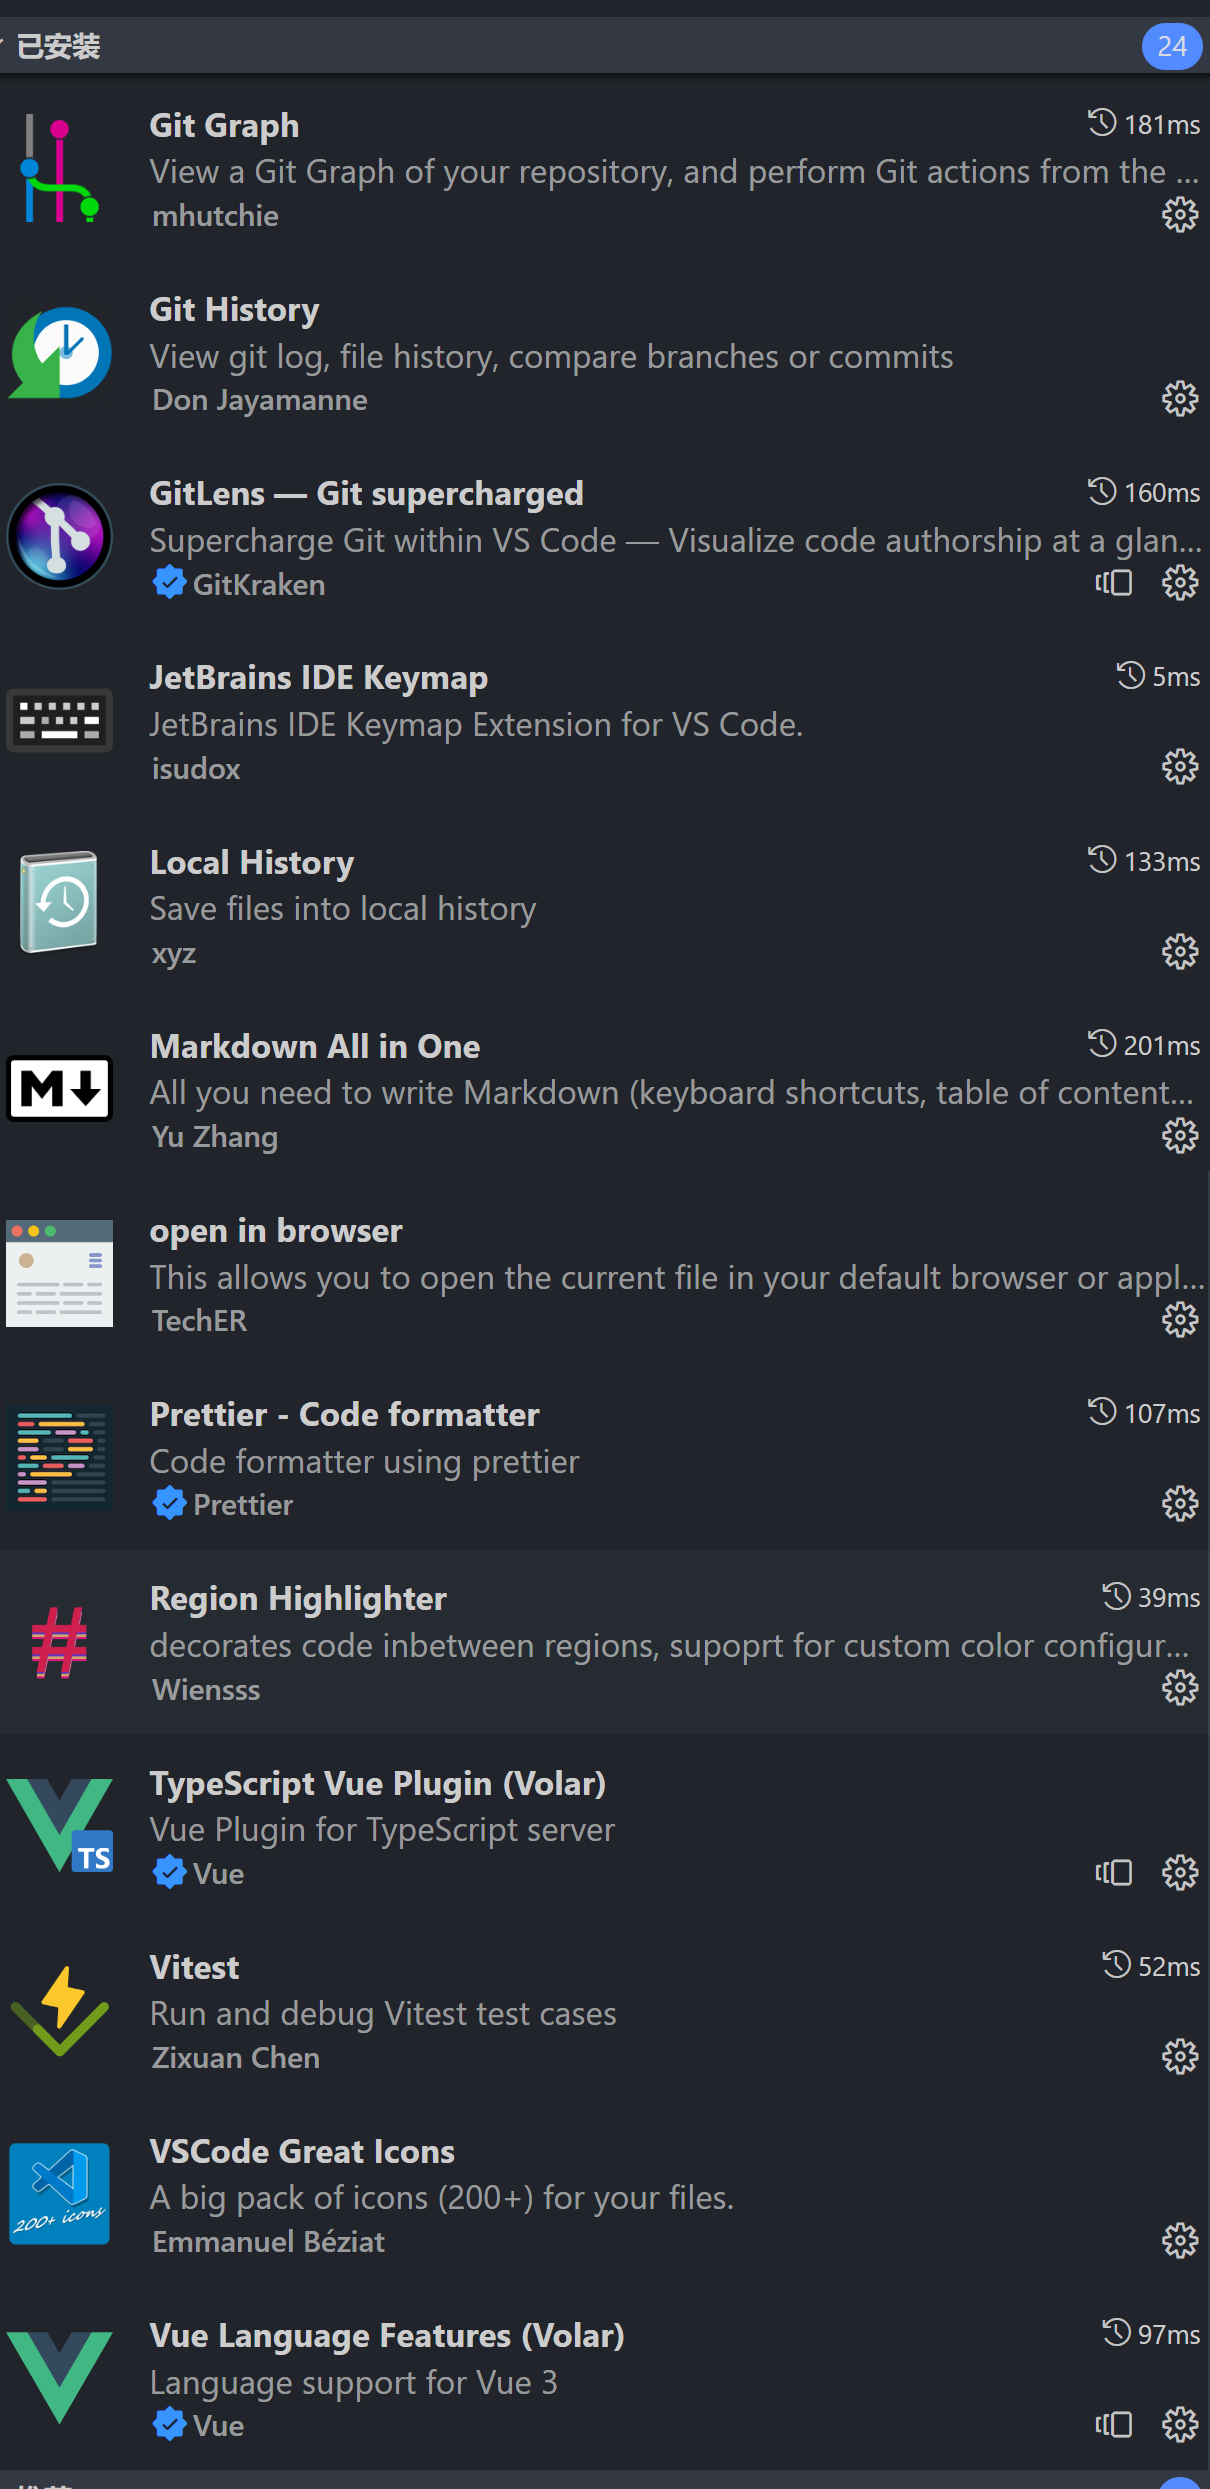 已安装
24
Git Graph
181ms
View a Git Graph of your repository, and perform Git actions from the ...
mhutchie
Git History
View git log, file history, compare branches or commits
Don Jayamanne
GitLens — Git supercharged
160ms
Supercharge Git within VS Code — Visualize code authorship at a glan...
GitKraken
JetBrains IDE Keymap
5ms
JetBrains IDE Keymap Extension for VS Code.
isudox
Local History
133ms
Save files into local history
xyz
Markdown All in One
201ms
M
All you need to write Markdown (keyboard shortcuts, table of content...
Yu Zhang
open in browser
This allows you to open the current file in your default browser or appl...
TechER
Prettier - Code formatter
107ms
Code formatter using prettier
Prettier
Region Highlighter
39ms
#
decorates code inbetween regions, supoprt for custom color configur...
Wiensss
TypeScript Vue Plugin (Volar)
Vue Plugin for TypeScript server
TS
Vue
Vitest
52ms
Run and debug Vitest test cases
Zixuan Chen
VSCode Great Icons
A big pack of icons (200+) for your files.
200+ icons
Emmanuel Béziat
Vue Language Features (Volar)
97ms
Language support for Vue 3
Vue